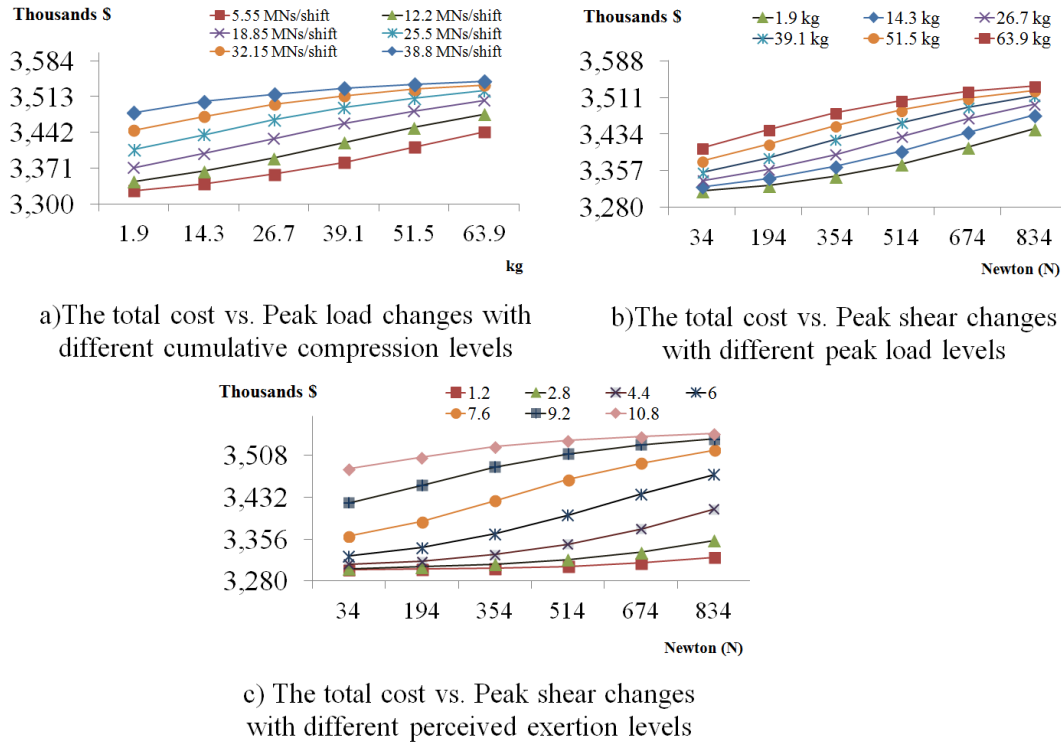 Thousands $
5.55 MNs/shift 12.2 MNs/shift
18.85 MNs/shift 25.5 MNs/shift
32.15 MNs/shift 38.8 MNs/shift
3,584
3,513
3,442
3,371
3,300
1.9 14.3 26.7 39.1 51.5 63.9
kg
a)The total cost vs. Peak load changes with
different cumulative compression levels
Thousands $
1.9 kg 14.3 kg 26.7 kg
39.1 kg 51.5 kg 63.9 kg
3,588
3,511
3,434
3,357
3,280
34 194 354 514 674 834
Newton (N)
b)The total cost vs. Peak shear changes
with different peak load levels
Thousands $
1.2 2.8 4.4 6
7.6 9.2 10.8
3,508
3,432
3,356
3,280
34 194 354 514 674 834
Newton (N)
c) The total cost vs. Peak shear changes
with different perceived exertion levels